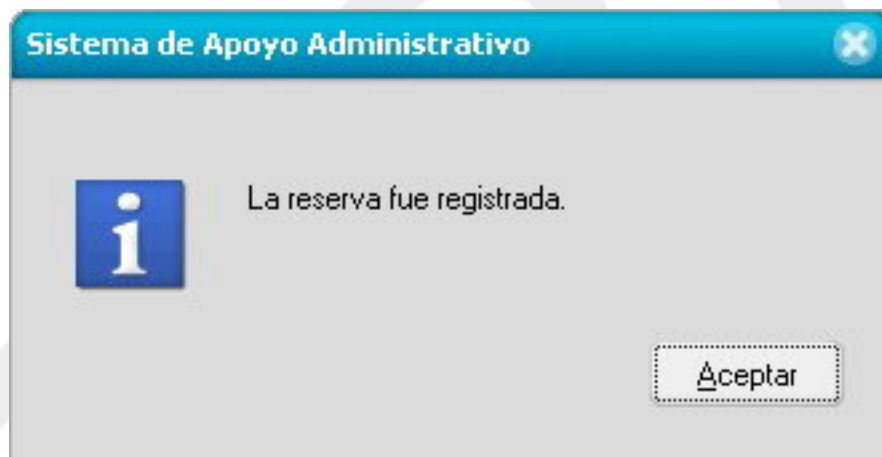 Sistema de Apoyo Administrativo
La reserva fue registrada.
Aceptar